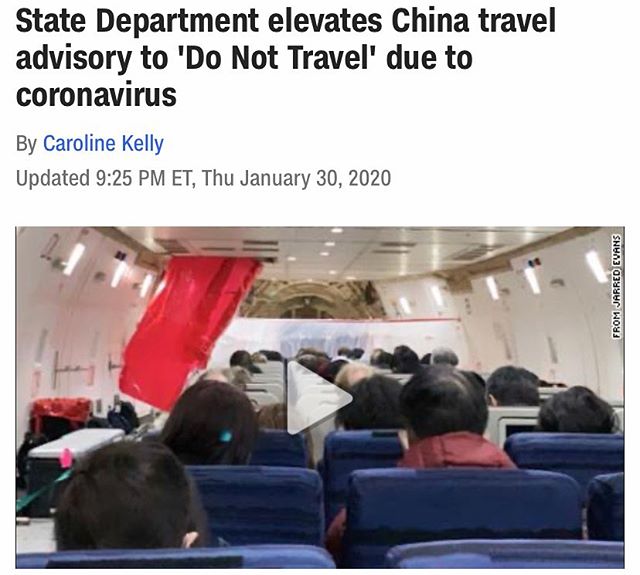 State Department elevates China travel
advisory to 'Do Not Travel' due to
coronavirus
By Caroline Kelly
Updated 9:25 PM ET, Thu January 30, 2020
FROM JARRED EVANS